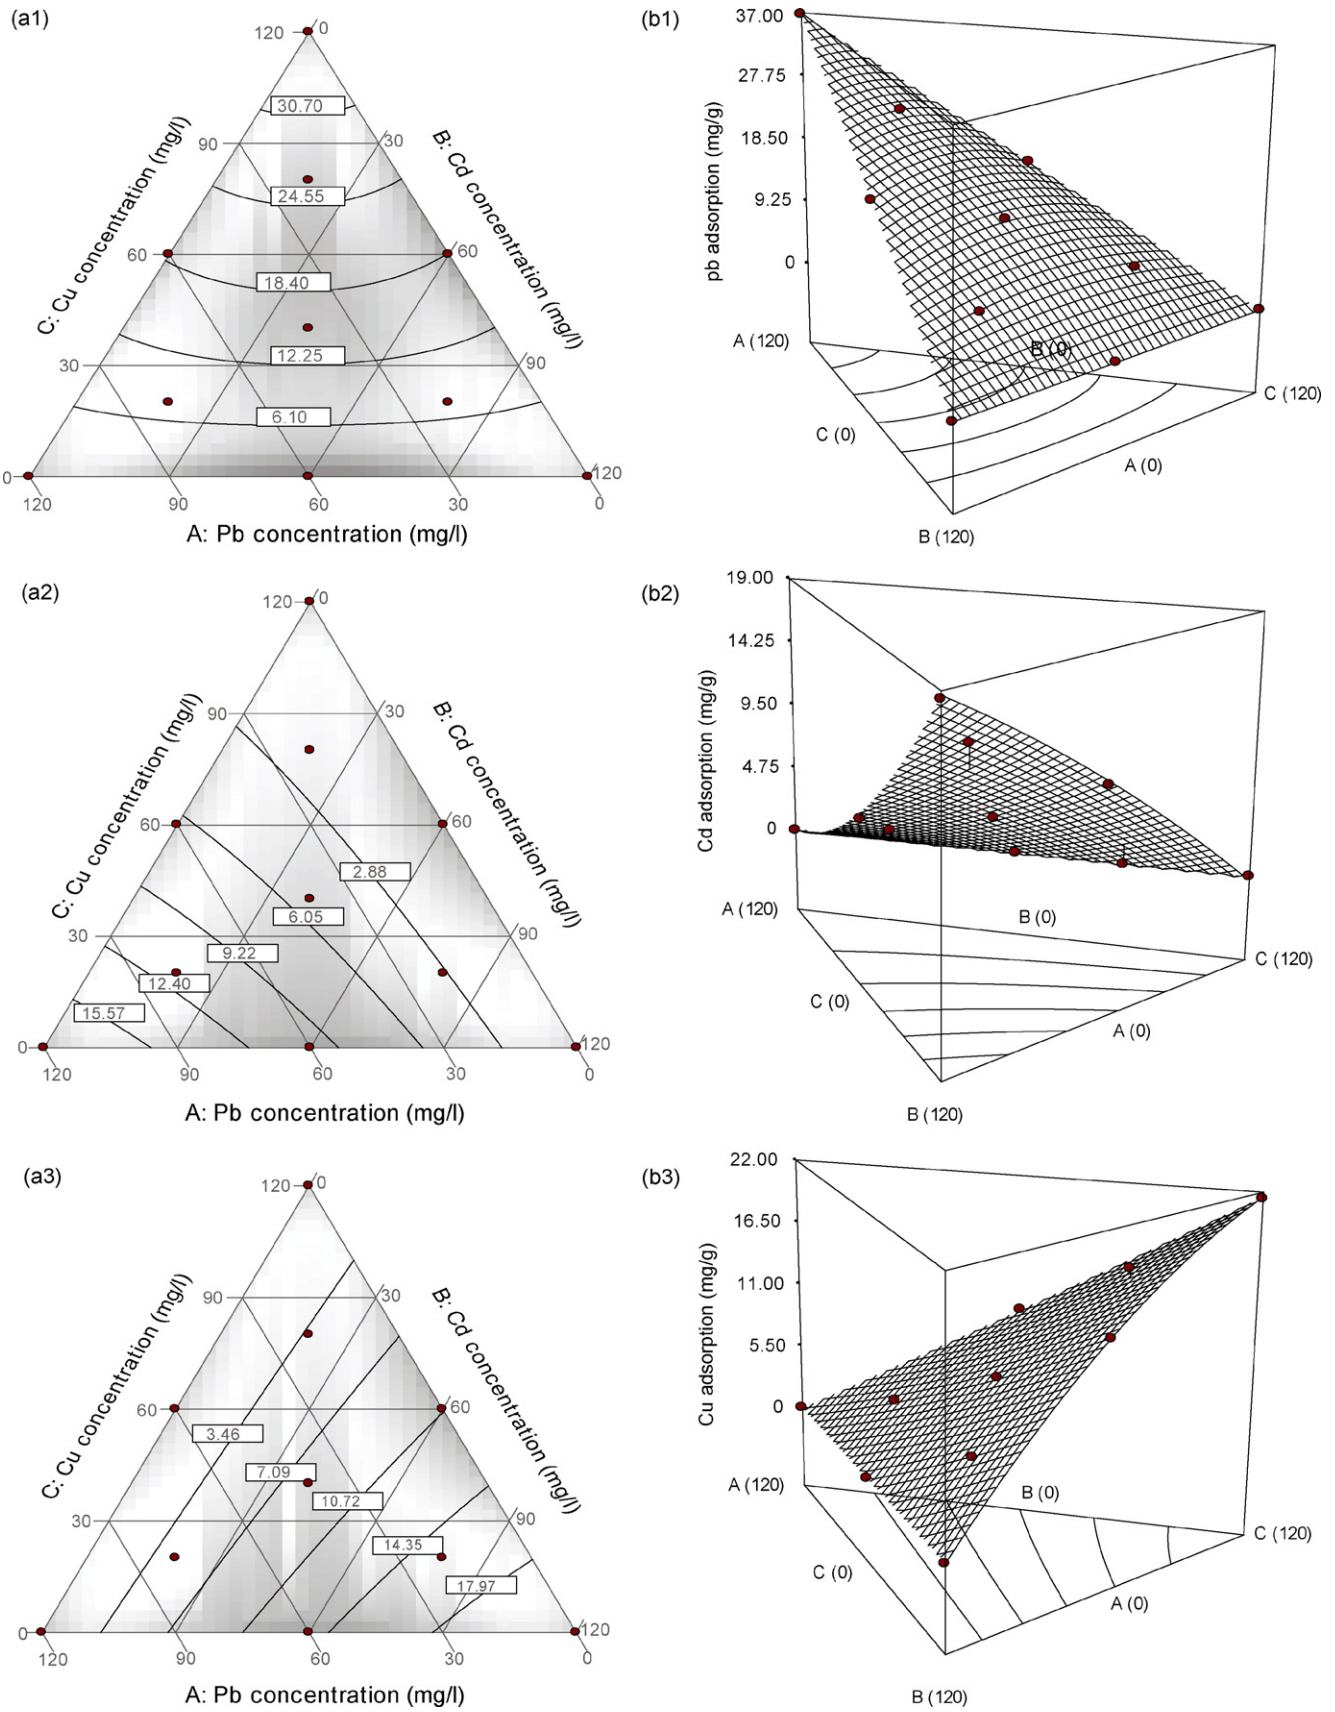 (a1)
120
0
30.70
90
30
24.55
60
60
18.40
12.25
30
90
6.10
0
120
120
90
60
30
0
C: Cu concentration (mg/l)
B: Cd concentration (mg/l)
A: Pb concentration (mg/l)
(b1)
37.00
27.75
18.50
9.25
0
pb adsorption (mg/g)
A (120)
B (0)
C (120)
C (0)
A (0)
B (120)
(a2)
120
0
90
30
60
60
2.88
6.05
30
90
9.22
12.40
15.57
0
120
120
90
60
30
0
C: Cu concentration (mg/l)
B: Cd concentration (mg/l)
A: Pb concentration (mg/l)
(b2)
19.00
14.25
9.50
4.75
0
Cd adsorption (mg/g)
A (120)
B (0)
C (120)
C (0)
A (0)
B (120)
(a3)
120
0
90
30
60
60
3.46
7.09
10.72
30
90
14.35
17.97
0
120
120
90
60
30
0
C: Cu concentration (mg/l)
B: Cd concentration (mg/l)
A: Pb concentration (mg/l)
(b3)
22.00
16.50
11.00
5.50
0
Cu adsorption (mg/g)
A (120)
B (0)
C (120)
C (0)
A (0)
B (120)